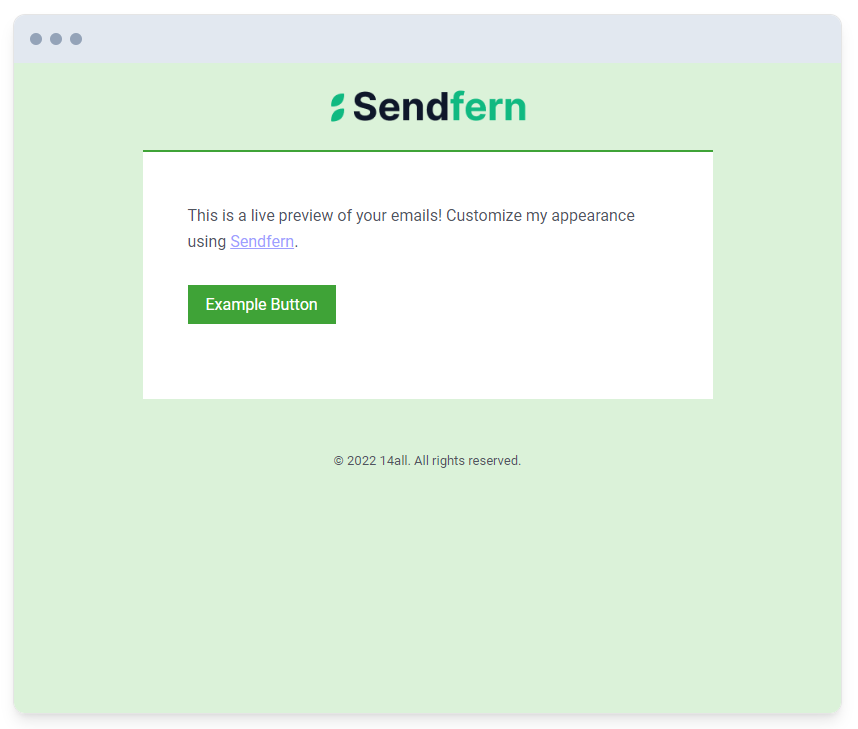 Sendfern
This is a live preview of your emails! Customize my appearance
using Sendfern.
Example Button
© 2022 14all. All rights reserved.